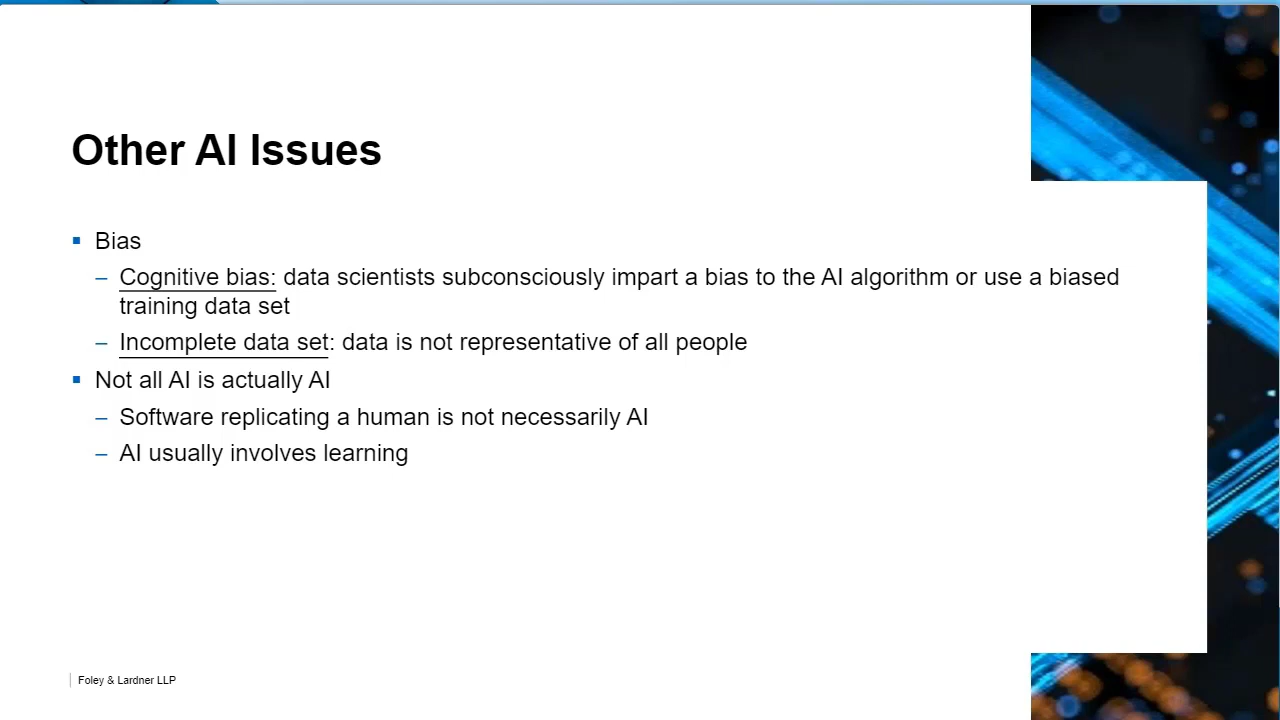 Other AI Issues
▪ Bias
– Cognitive bias: data scientists subconsciously impart a bias to the AI algorithm or use a biased
training data set
– Incomplete data set: data is not representative of all people
▪ Not all AI is actually AI
– Software replicating a human is not necessarily AI
– AI usually involves learning
Foley & Lardner LLP